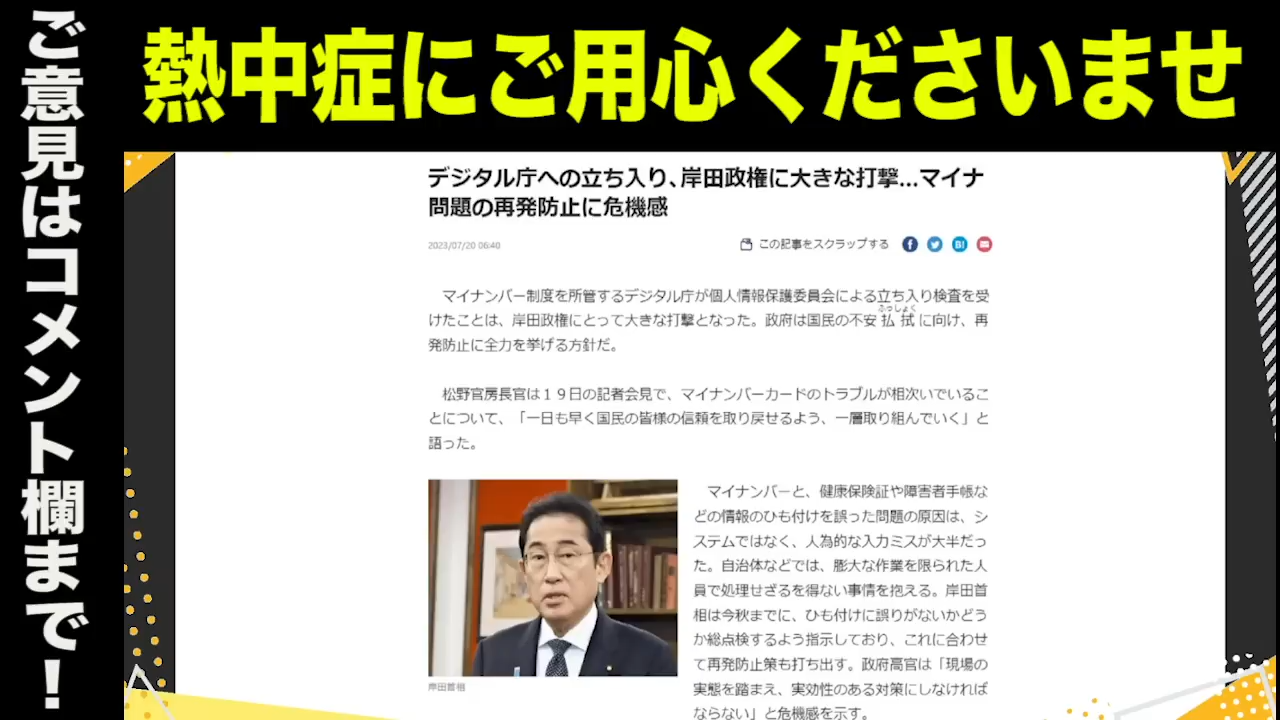 熱中症にご用心くださいませ
ご意見はコメント欄まで!
デジタル庁への立ち入り、岸田政権に大きな打撃…マイナ
問題の再発防止に危機感
2023/07/20 06:40
この記事をスクラップする
マイナンバー制度を所管するデジタル庁が個人情報保護委員会による立ち入り検査を受
けたことは、岸田政権にとって大きな打撃となった。政府は国民の不安払拭に向け、再
ふっしょく
発防止に全力を挙げる方針だ。
松野官房長官は19日の記者会見で、マイナンバーカードのトラブルが相次いでいるこ
とについて、「一日も早く国民の皆様の信頼を取り戻せるよう、一層取り組んでいく」と
語った。
マイナンバーと、健康保険証や障害者手帳な
どの情報のひも付けを誤った問題の原因は、シ
ステムではなく、人為的な入力ミスが大半だっ
た。自治体などでは、膨大な作業を限られた人
員で処理せざるを得ない事情を抱える。岸田首
相は今秋までに、ひも付けに誤りがないかどう
か総点検するよう指示しており、これに合わせ
て再発防止策も打ち出す。政府高官は「現場の
実態を踏まえ、実効性のある対策にしなければ
ならない」と危機感を示す。
岸田首相